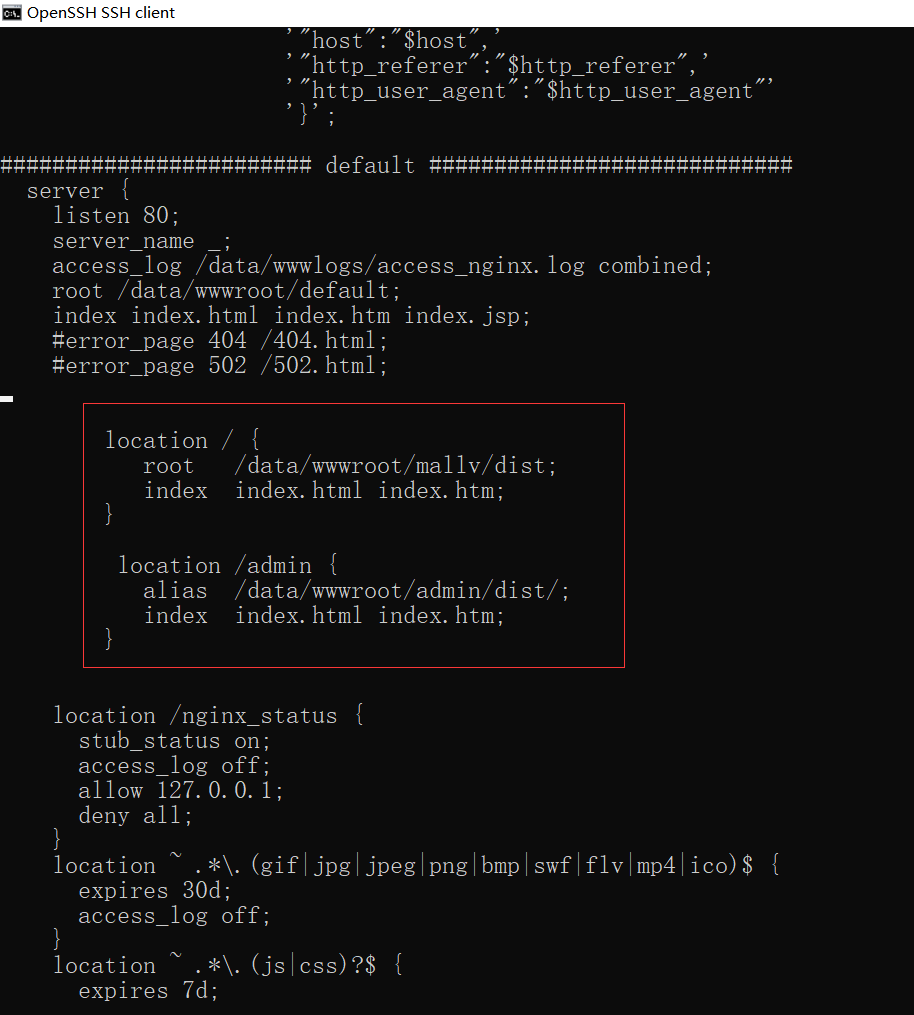 OpenSSH SSH client
'"host":"$host",'
'"http_referer":"$http_referer",'
'"http_user_agent":"$http_user_agent"'
'}';
######################## default ############################
server {
listen 80;
server_name _;
access_log /data/wwwlogs/access_nginx.log combined;
root /data/wwwroot/default;
index index.html index.htm index.jsp;
#error_page 404 /404.html;
#error_page 502 /502.html;
location / {
root /data/wwwroot/mallv/dist;
index index.html index.htm;
}
location /admin {
alias /data/wwwroot/admin/dist/;
index index.html index.htm;
}
location /nginx_status {
stub_status on;
access_log off;
allow 127.0.0.1;
deny all;
}
location ~ .*\.(gif|jpg|jpeg|png|bmp|swf|flv|mp4|ico)$ {
expires 30d;
access_log off;
}
location ~ .*\.(js|css)?$ {
expires 7d;